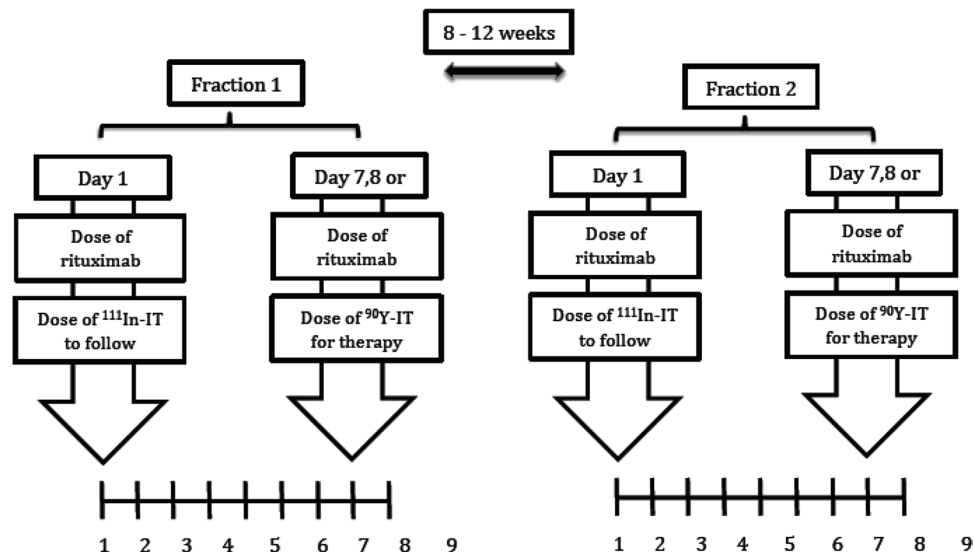 8 - 12 weeks
Fraction 1
Fraction 2
Day 1
Day 7,8 or
Day 1
Day 7,8 or
Dose of
rituximab
Dose of
rituximab
Dose of
rituximab
Dose of
rituximab
Dose of ¹¹¹In-IT
to follow
Dose of ⁹⁰Y-IT
for therapy
Dose of ¹¹¹In-IT
to follow
Dose of ⁹⁰Y-IT
for therapy
1 2 3 4 5 6 7 8 9
1 2 3 4 5 6 7 8 9